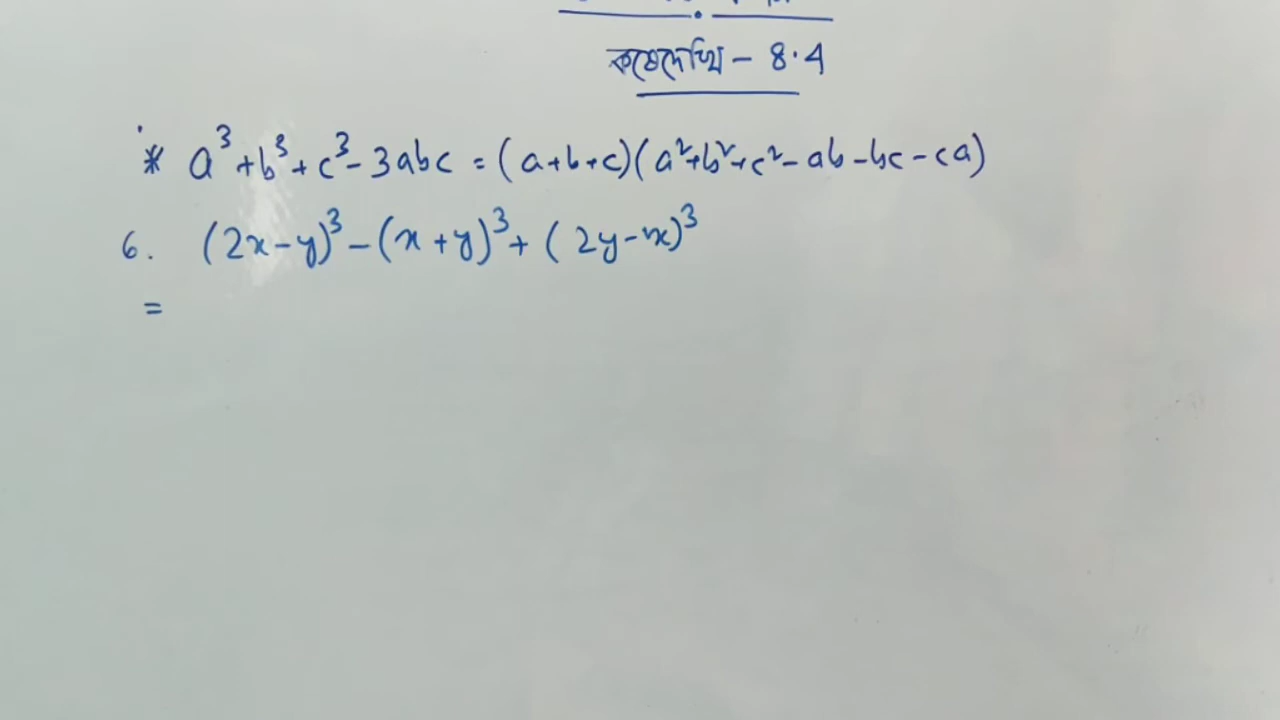 কষেদেখি - 8.4
* a³ + b³ + c³ - 3abc = (a+b+c)(a²+b²+c² - ab - bc - ca)
6. (2x-y)³ - (x+y)³ + (2y-x)³
=